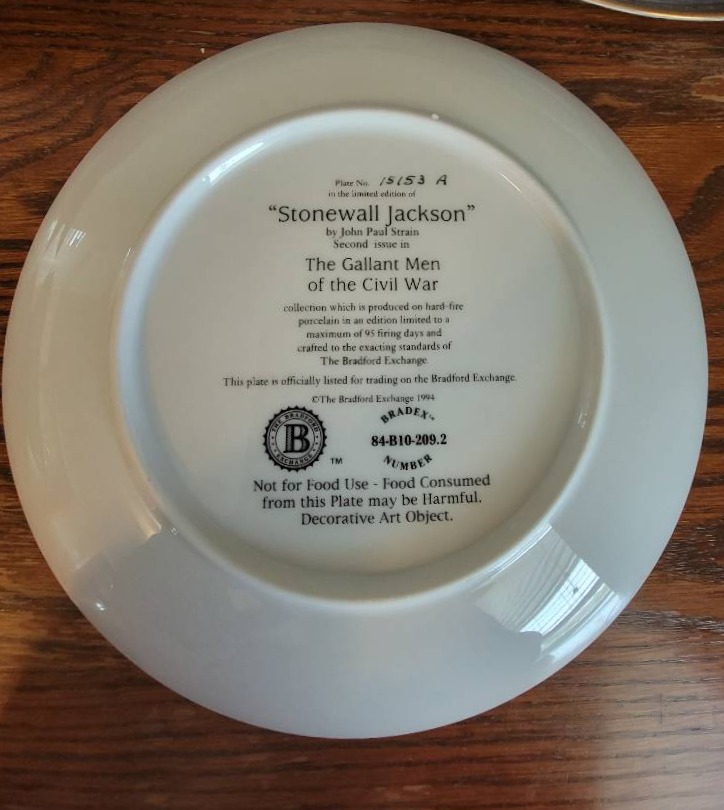 Plate No. 15153 A
in the limited edition of
“Stonewall Jackson”
by John Paul Strain
Second issue in
The Gallant Men
of the Civil War
collection which is produced on hard-fire
porcelain in an edition limited to a
maximum of 95 firing days and
crafted to the exacting standards of
The Bradford Exchange.
This plate is officially listed for trading on the Bradford Exchange.
©The Bradford Exchange 1994
THE BRADFORD
B
EXCHANGE
TM
BRADEX™
84-B10-209.2
NUMBER
Not for Food Use - Food Consumed
from this Plate may be Harmful.
Decorative Art Object.